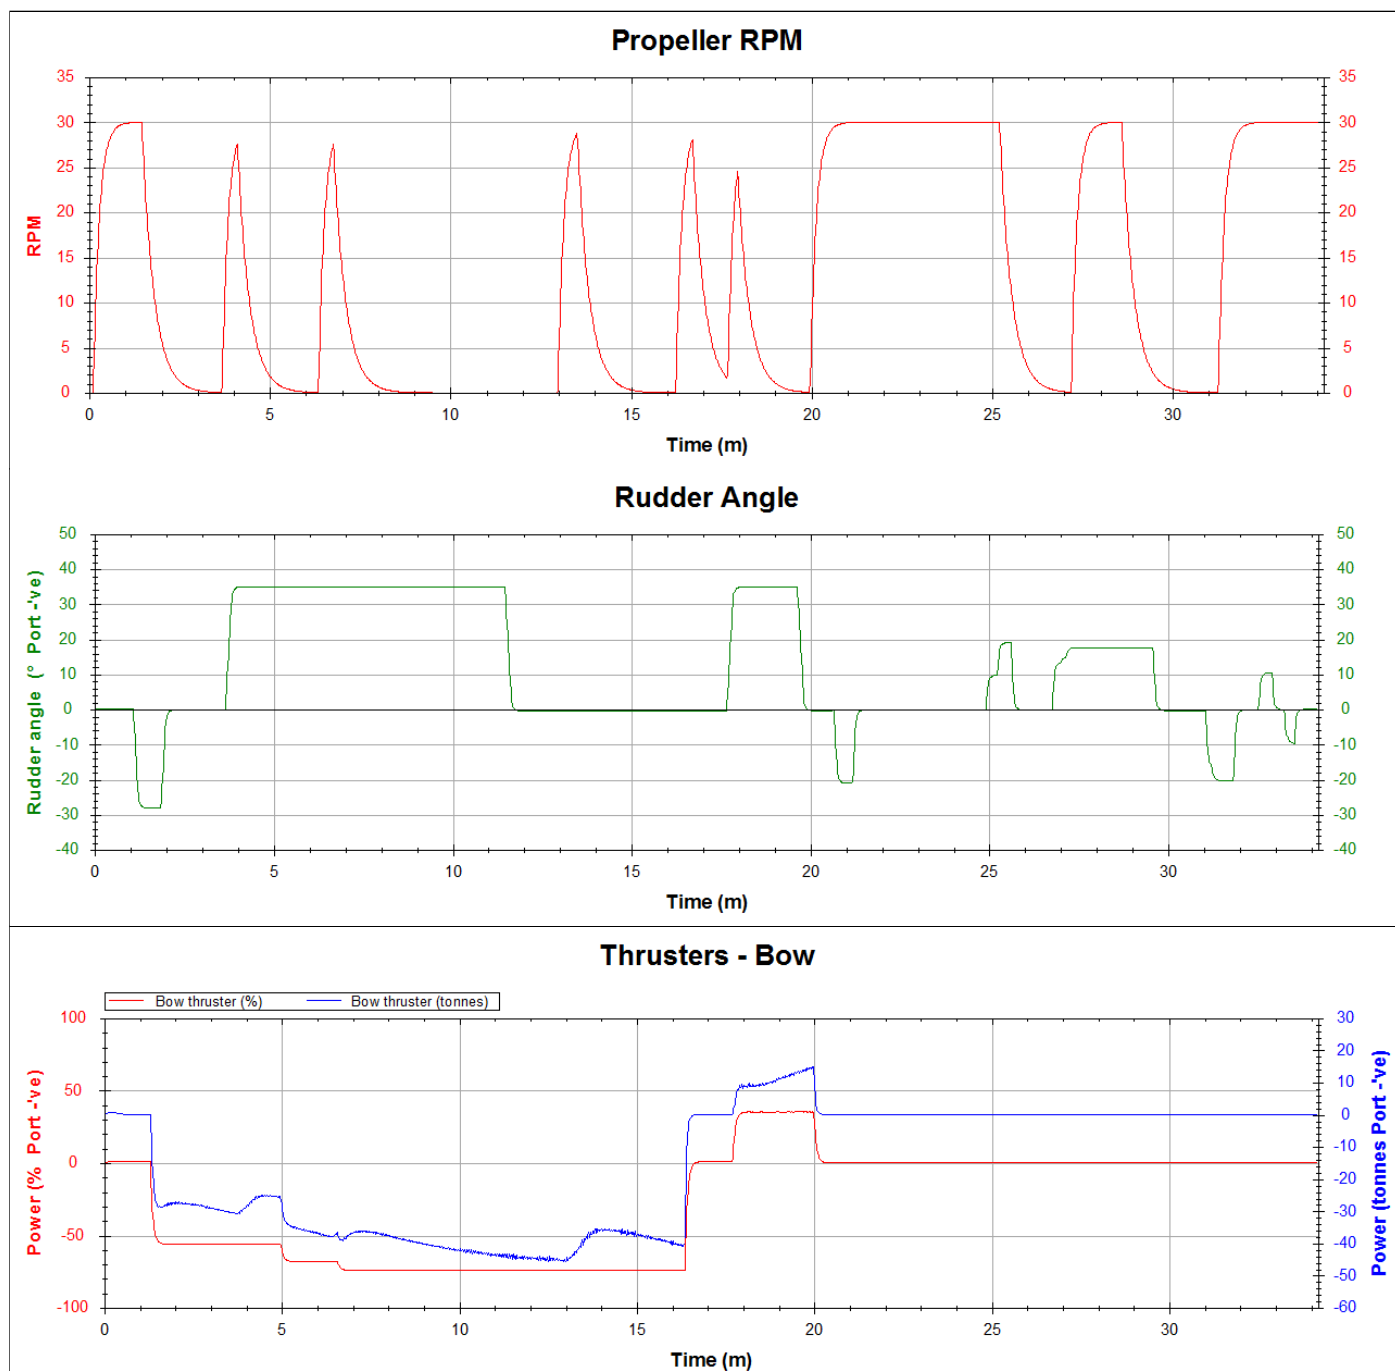 Propeller RPM
35 35
30 30
25 25
20 20
15 15
10 10
5 5
0 0
RPM
0 5 10 15 20 25 30
Time (m)
Rudder Angle
50 50
40 40
30 30
20 20
10 10
0 0
-10 -10
-20 -20
-30 -30
-40 -40
Rudder angle (° Port -'ve)
0 5 10 15 20 25 30
Time (m)
Thrusters - Bow
Bow thruster (%) Bow thruster (tonnes)
100 30
20
50 10
0
0 -10
-20
-30
-50 -40
-50
-100 -60
Power (% Port -'ve)
Power (tonnes Port -'ve)
0 5 10 15 20 25 30
Time (m)